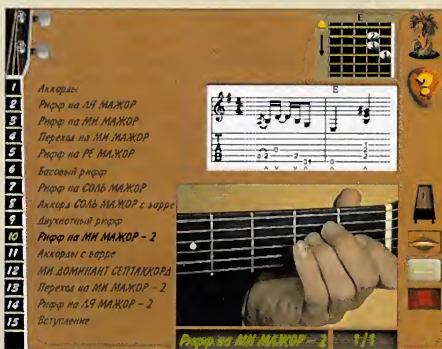 E
1 Аккорды
2 Рифф на ЛЯ МАЖОР
3 Рифф на МИ МАЖОР
4 Переход на МИ МАЖОР
5 Рифф на РЕ МАЖОР
6 Басовый рифф
7 Рифф на СОЛЬ МАЖОР
8 Аккорд СОЛЬ МАЖОР с барре
9 Двухнотный рифф
10 Рифф на МИ МАЖОР – 2
11 Аккорды с барре
12 МИ ДОМИНАНТ СЕПТАККОРД
13 Переход на МИ МАЖОР – 2
14 Рифф на ЛЯ МАЖОР – 2
15 Вступление
E
Рифф на МИ МАЖОР – 2 1/1